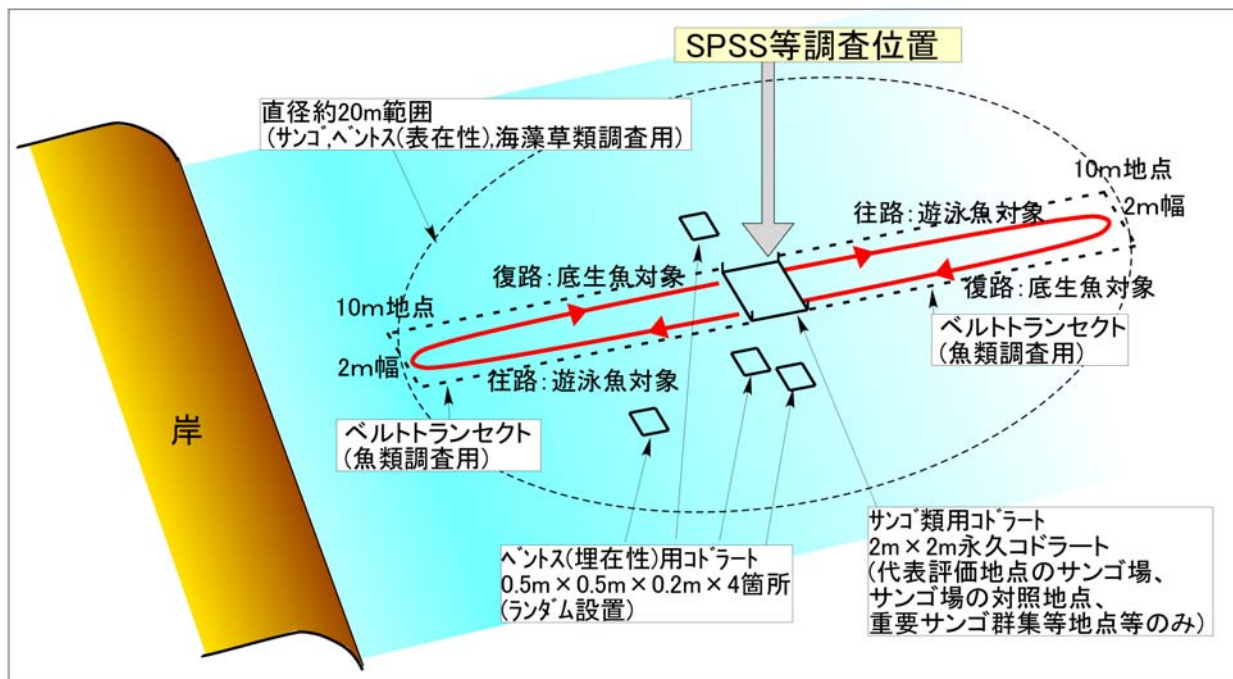 SPSS等調査位置
直径約20m範囲
(ｻﾝｺﾞ,ﾍﾞﾝﾄｽ(表在性),海藻草類調査用)
10m地点
2m幅
往路：遊泳魚対象
復路：底生魚対象
復路：底生魚対象
10m地点
2m幅
往路：遊泳魚対象
ベルトトランセクト
(魚類調査用)
ベルトトランセクト
(魚類調査用)
岸
ﾍﾞﾝﾄｽ(埋在性)用ｺﾄﾞﾗｰﾄ
0.5m×0.5m×0.2m×4箇所
(ﾗﾝﾀﾞﾑ設置)
ｻﾝｺﾞ類用ｺﾄﾞﾗｰﾄ
2m×2m永久コドラート
(代表評価地点のサンゴ場、
サンゴ場の対照地点、
重要サンゴ群集等地点等のみ)